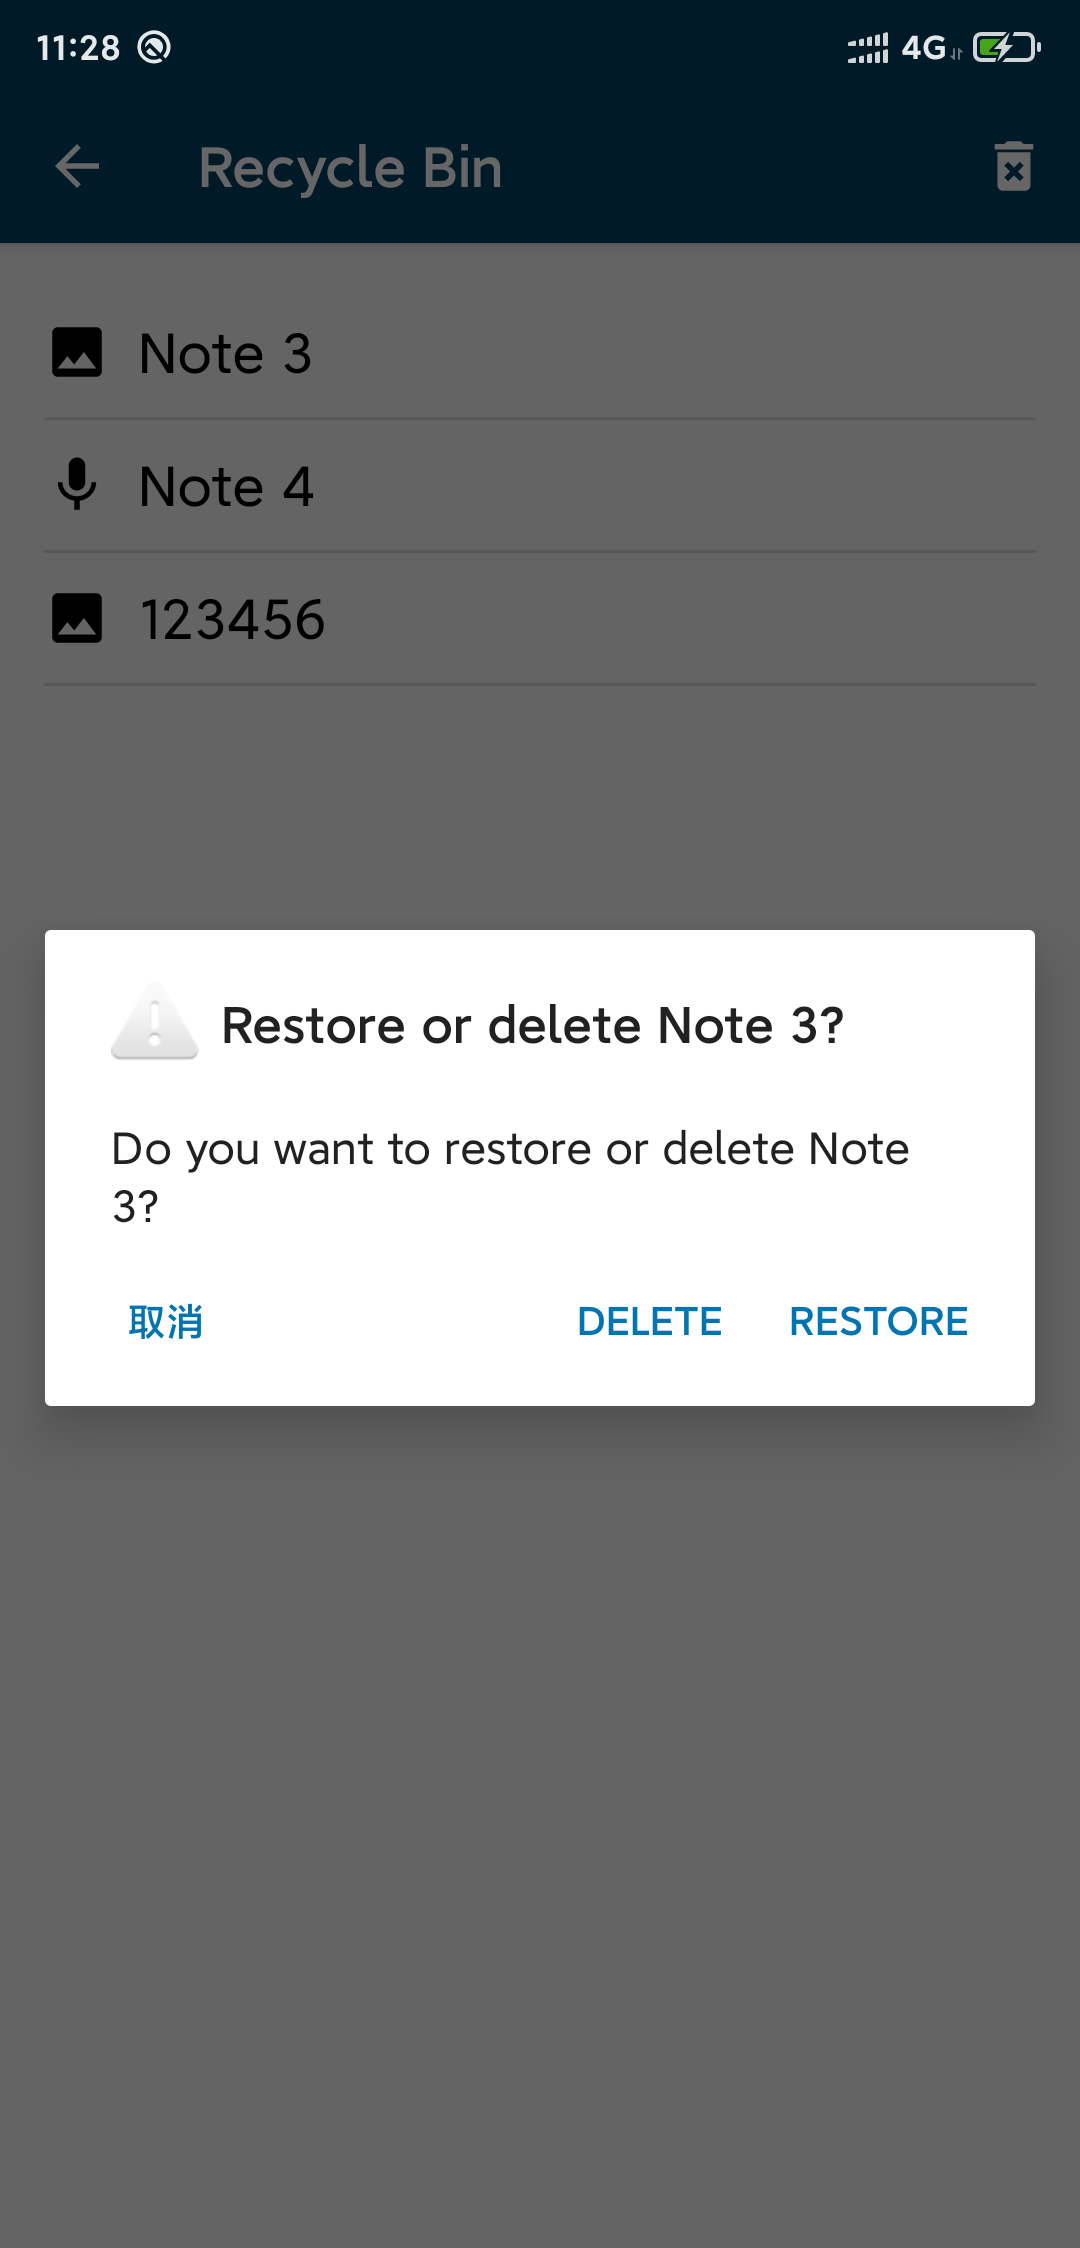 11:28 4G
Recycle Bin
Note 3
Note 4
123456
Restore or delete Note 3?
Do you want to restore or delete Note
3?
取消 DELETE RESTORE